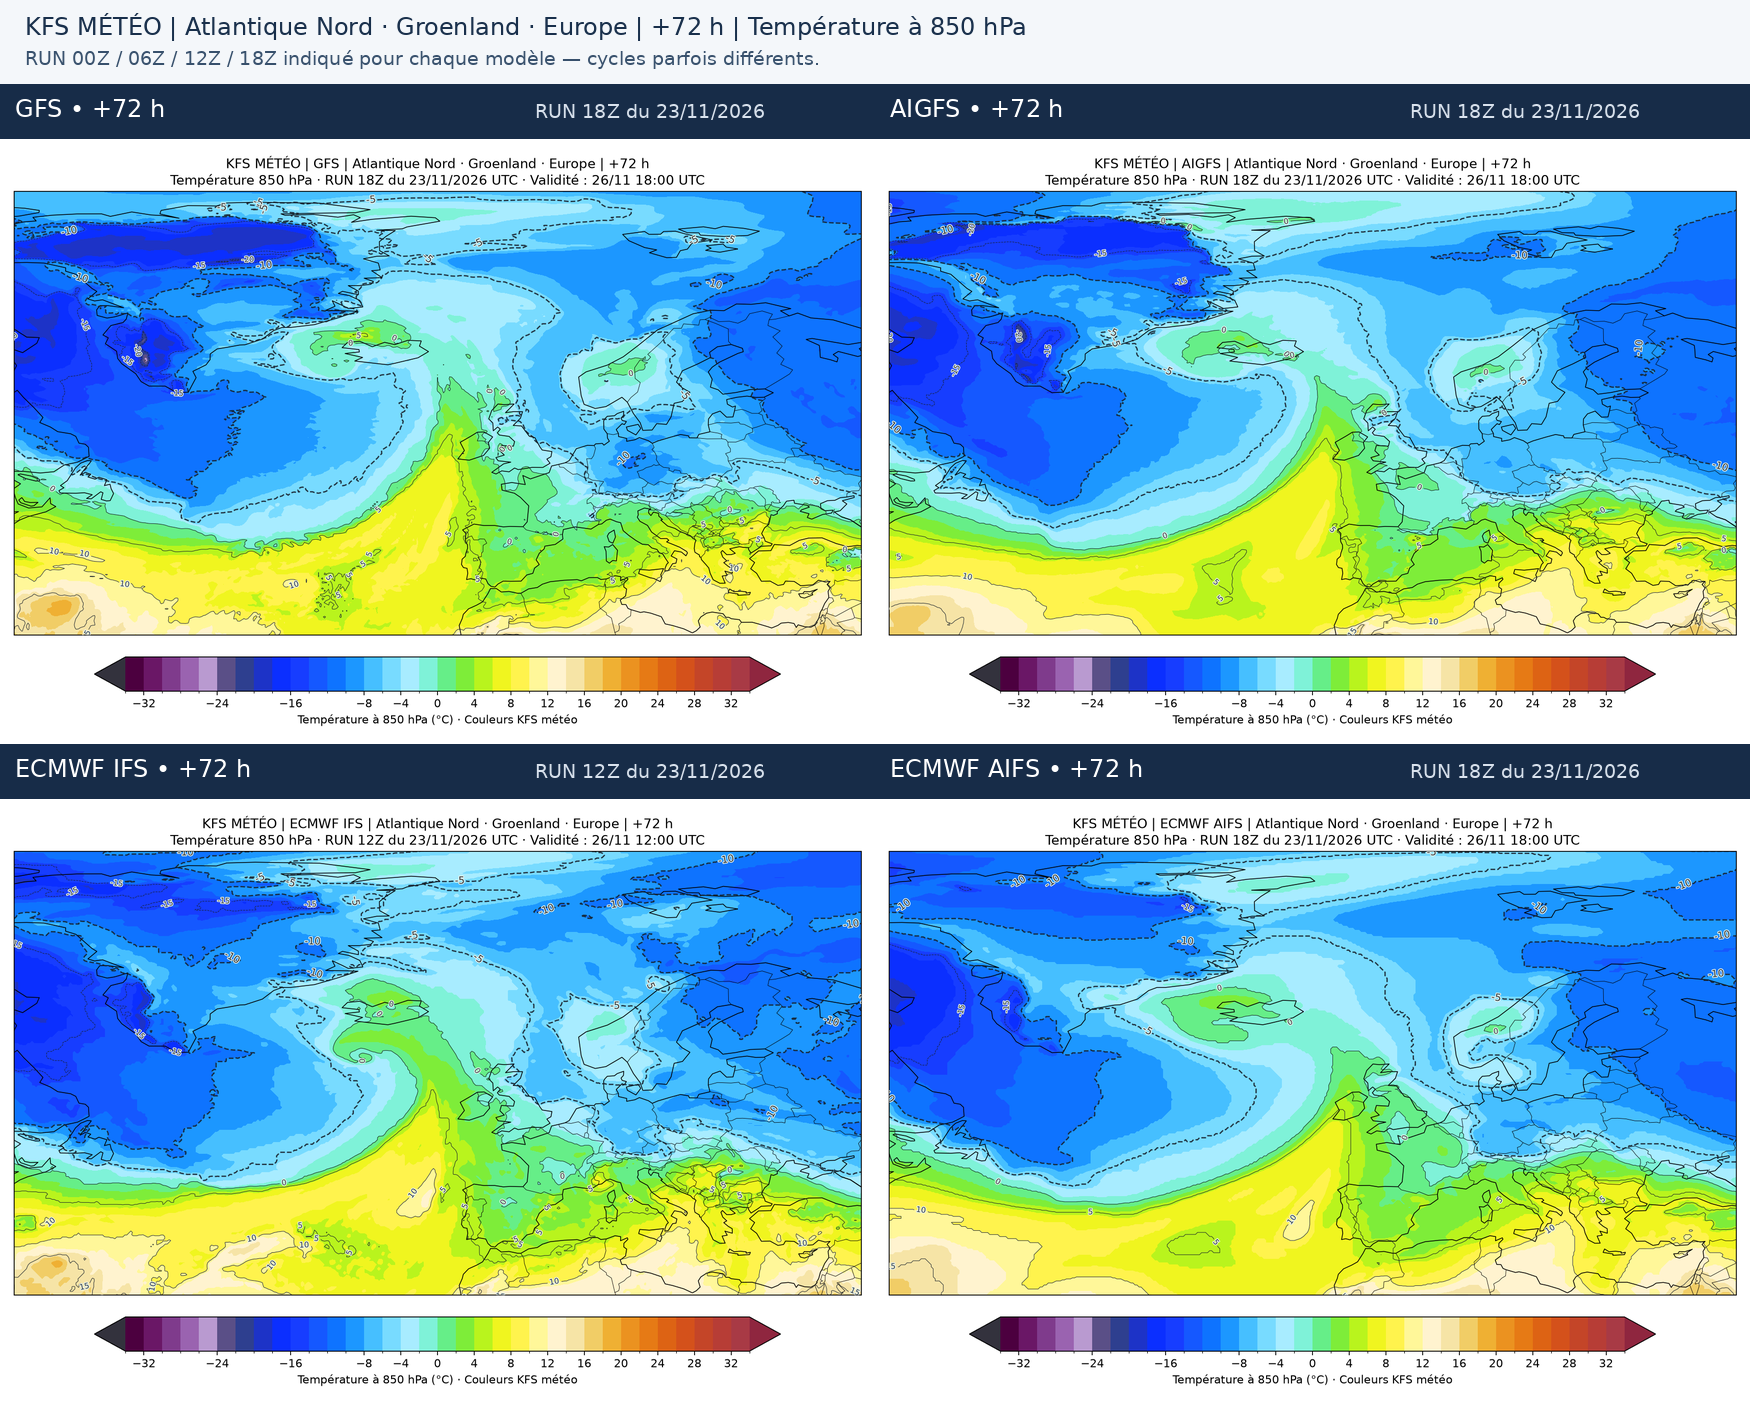 KFS MÉTÉO | Atlantique Nord · Groenland · Europe | +72 h | Température à 850 hPa
RUN 00Z / 06Z / 12Z / 18Z indiqué pour chaque modèle — cycles parfois différents.
GFS • +72 h
RUN 18Z du 23/11/2026
AIGFS • +72 h
RUN 18Z du 23/11/2026
KFS MÉTÉO | GFS | Atlantique Nord · Groenland · Europe | +72 h
Température 850 hPa · RUN 18Z du 23/11/2026 UTC · Validité : 26/11 18:00 UTC
KFS MÉTÉO | AIGFS | Atlantique Nord · Groenland · Europe | +72 h
Température 850 hPa · RUN 18Z du 23/11/2026 UTC · Validité : 26/11 18:00 UTC
−32 −24 −16 −8 −4 0 4 8 12 16 20 24 28 32
Température à 850 hPa (°C) · Couleurs KFS météo
−32 −24 −16 −8 −4 0 4 8 12 16 20 24 28 32
Température à 850 hPa (°C) · Couleurs KFS météo
ECMWF IFS • +72 h
RUN 12Z du 23/11/2026
ECMWF AIFS • +72 h
RUN 18Z du 23/11/2026
KFS MÉTÉO | ECMWF IFS | Atlantique Nord · Groenland · Europe | +72 h
Température 850 hPa · RUN 12Z du 23/11/2026 UTC · Validité : 26/11 12:00 UTC
KFS MÉTÉO | ECMWF AIFS | Atlantique Nord · Groenland · Europe | +72 h
Température 850 hPa · RUN 18Z du 23/11/2026 UTC · Validité : 26/11 18:00 UTC
−32 −24 −16 −8 −4 0 4 8 12 16 20 24 28 32
Température à 850 hPa (°C) · Couleurs KFS météo
−32 −24 −16 −8 −4 0 4 8 12 16 20 24 28 32
Température à 850 hPa (°C) · Couleurs KFS météo